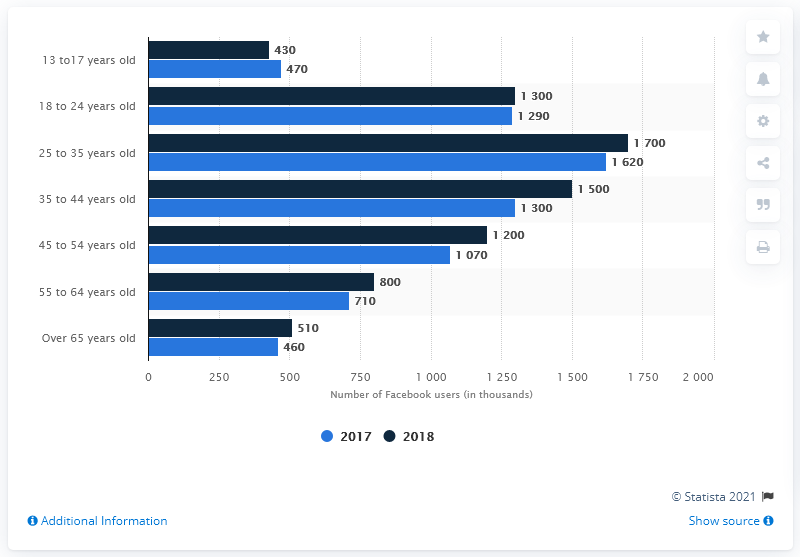 13 to17 years old
430
470
18 to 24 years old
1 300
1 290
25 to 35 years old
1 700
1 620
35 to 44 years old
1 500
1 300
45 to 54 years old
1 200
1 070
55 to 64 years old
800
710
Over 65 years old
510
460
0 250 500 750 1 000 1 250 1 500 1 750 2 000
Number of Facebook users (in thousands)
2017 2018
© Statista 2021
Additional Information Show source